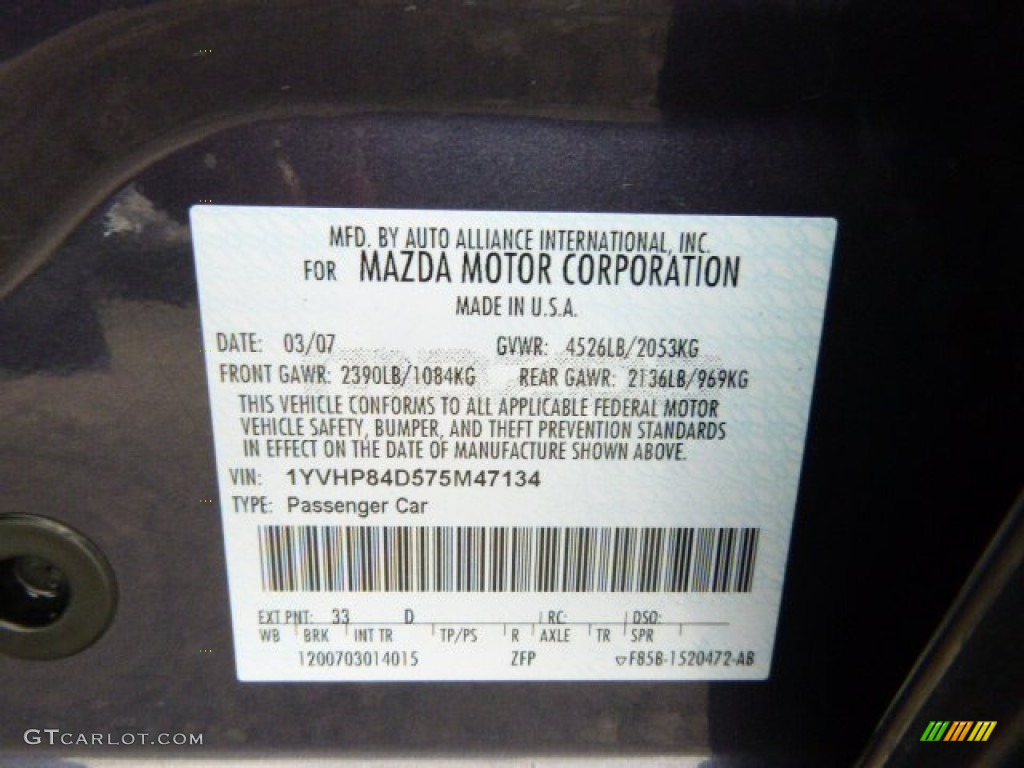 MFD. BY AUTO ALLIANCE INTERNATIONAL, INC.
FOR MAZDA MOTOR CORPORATION
MADE IN U.S.A.
DATE: 03/07 GVWR: 4526LB/2053KG
FRONT GAWR: 2390LB/1084KG REAR GAWR: 2136LB/969KG
THIS VEHICLE CONFORMS TO ALL APPLICABLE FEDERAL MOTOR
VEHICLE SAFETY, BUMPER, AND THEFT PREVENTION STANDARDS
IN EFFECT ON THE DATE OF MANUFACTURE SHOWN ABOVE.
VIN: 1YVHP84D575M47134
TYPE: Passenger Car
EXT PNT: 33 D RC: DSO:
WB BRK INT TR TP/PS R AXLE TR SPR
1200703014015 ZFP F85B-1520472-AB
GTCARLOT.COM